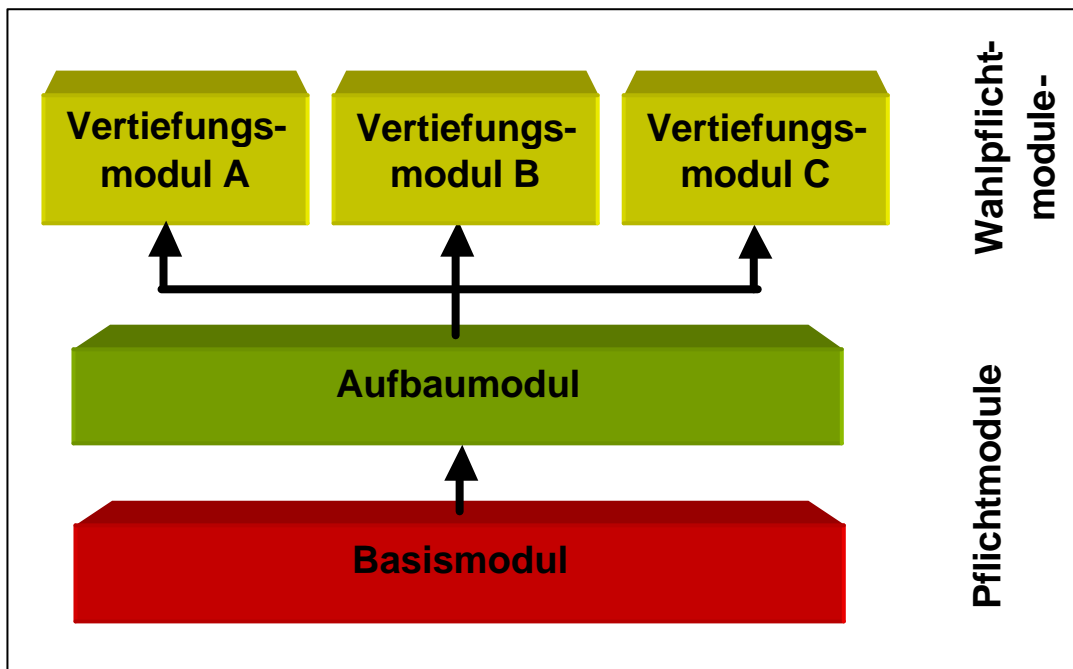 Vertiefungs-
modul A
Vertiefungs-
modul B
Vertiefungs-
modul C
Wahlpflicht-
module-
Aufbaumodul
Basismodul
Pflichtmodule